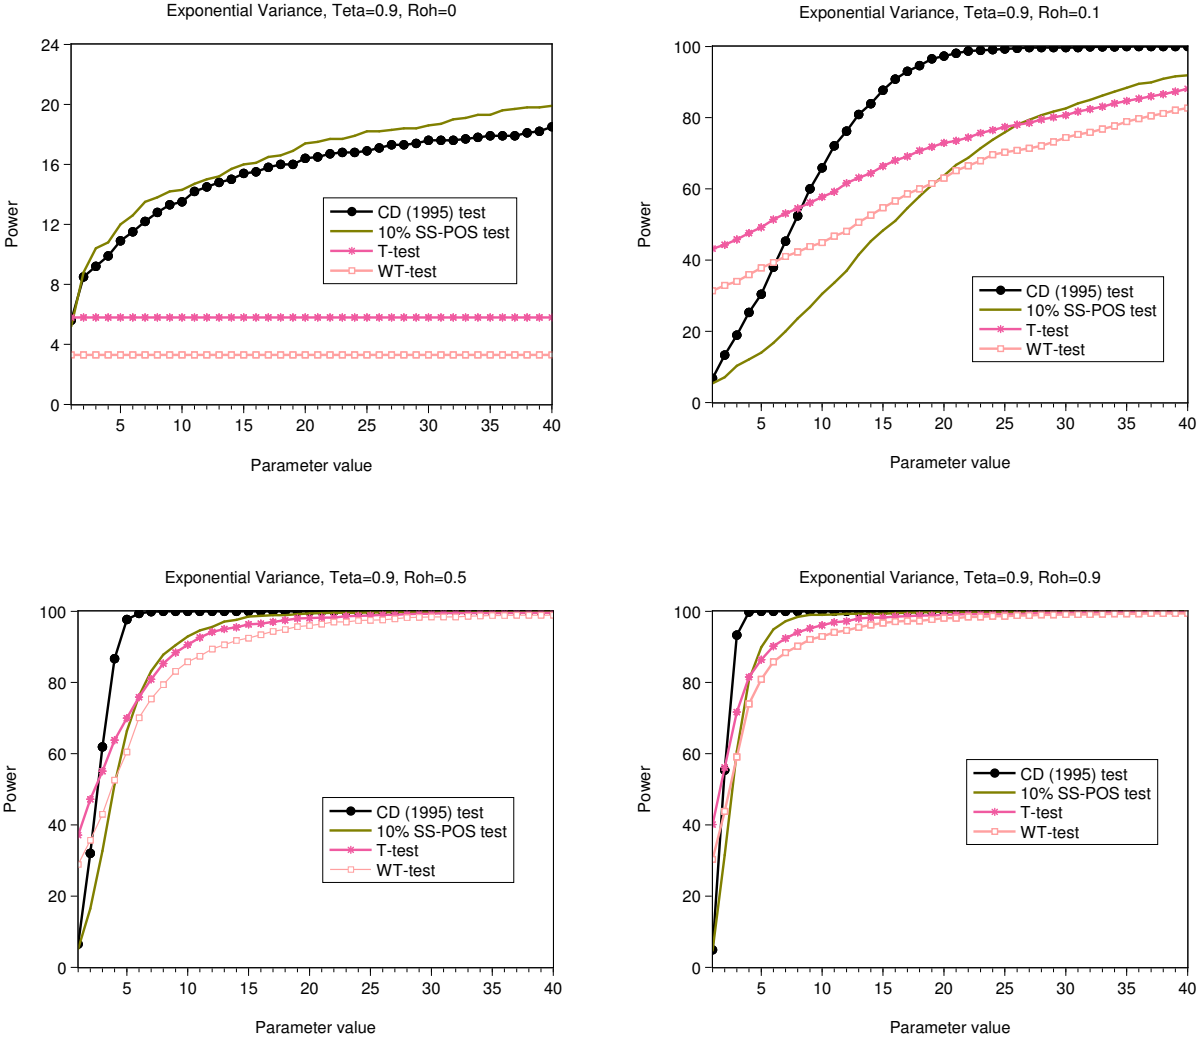 Exponential Variance, Teta=0.9, Roh=0
24
20
16
12
8
4
0
Power
CD (1995) test
10% SS-POS test
T-test
WT-test
5 10 15 20 25 30 35 40
Parameter value
Exponential Variance, Teta=0.9, Roh=0.1
100
80
60
40
20
0
Power
CD (1995) test
10% SS-POS test
T-test
WT-test
5 10 15 20 25 30 35 40
Parameter value
Exponential Variance, Teta=0.9, Roh=0.5
100
80
60
40
20
0
Power
CD (1995) test
10% SS-POS test
T-test
WT-test
5 10 15 20 25 30 35 40
Parameter value
Exponential Variance, Teta=0.9, Roh=0.9
100
80
60
40
20
0
Power
CD (1995) test
10% SS-POS test
T-test
WT-test
5 10 15 20 25 30 35 40
Parameter value